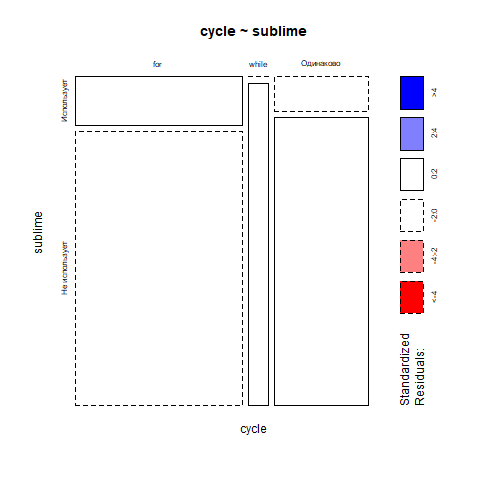 cycle ~ sublime
for
while
Одинаково
Использует
Не использует
sublime
cycle
>4
2:4
0:2
-2:0
-4:-2
<-4
Standardized
Residuals: